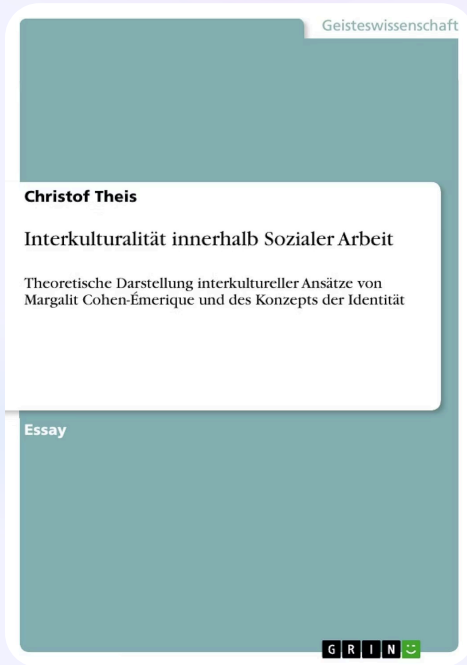 Geisteswissenschaft
Christof Theis
Interkulturalität innerhalb Sozialer Arbeit
Theoretische Darstellung interkultureller Ansätze von
Margalit Cohen-Émerique und des Konzepts der Identität
Essay
GRIN